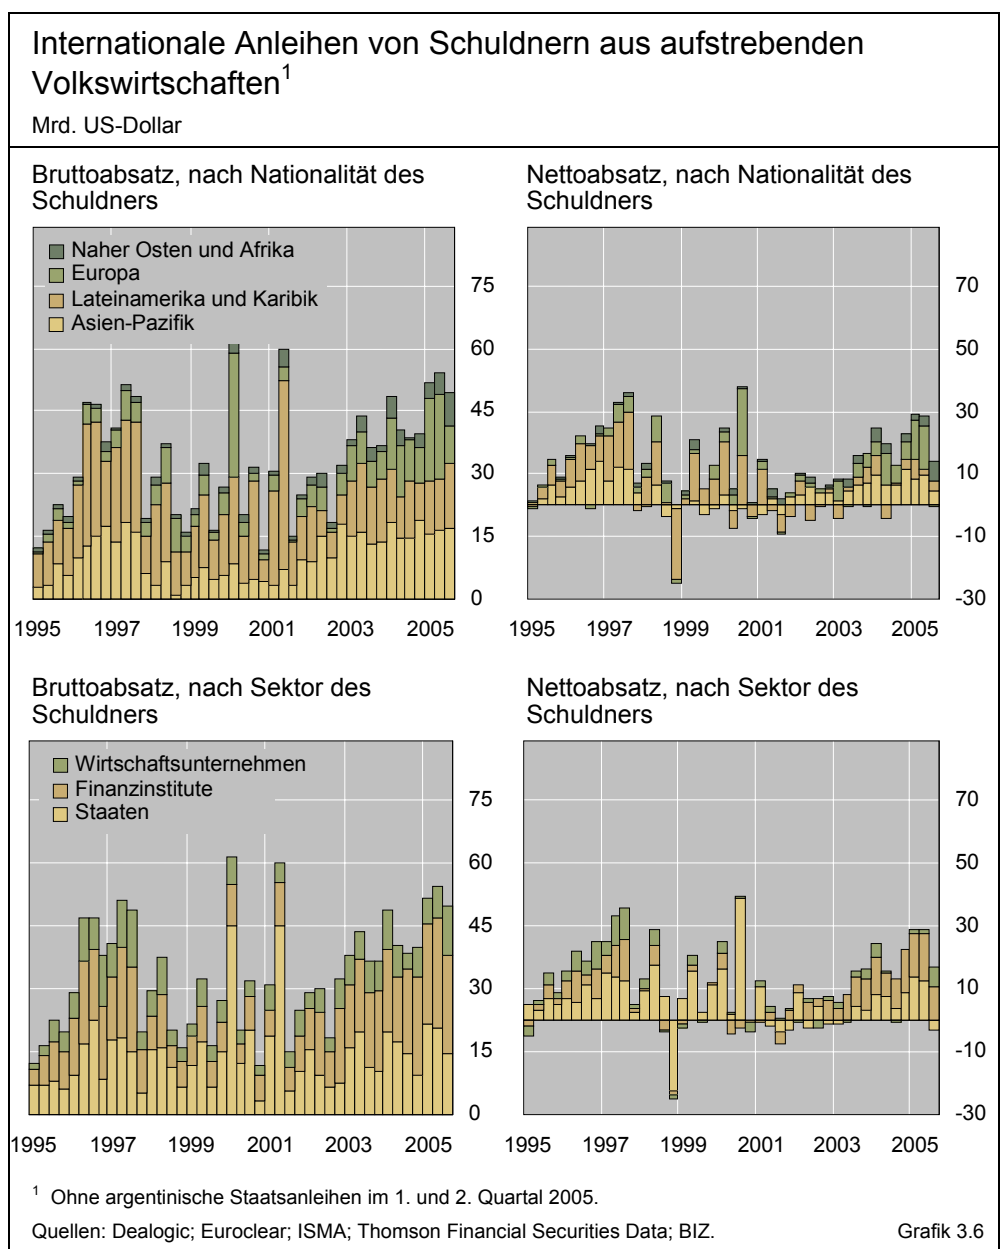 Internationale Anleihen von Schuldnern aus aufstrebenden
Volkswirtschaften¹
Mrd. US-Dollar
Bruttoabsatz, nach Nationalität des
Schuldners
Naher Osten und Afrika
Europa
Lateinamerika und Karibik
Asien-Pazifik
75
60
45
30
15
0
1995 1997 1999 2001 2003 2005
Nettoabsatz, nach Nationalität des
Schuldners
70
50
30
10
-10
-30
1995 1997 1999 2001 2003 2005
Bruttoabsatz, nach Sektor des
Schuldners
Wirtschaftsunternehmen
Finanzinstitute
Staaten
75
60
45
30
15
0
1995 1997 1999 2001 2003 2005
Nettoabsatz, nach Sektor des
Schuldners
70
50
30
10
-10
-30
1995 1997 1999 2001 2003 2005
¹ Ohne argentinische Staatsanleihen im 1. und 2. Quartal 2005.
Quellen: Dealogic; Euroclear; ISMA; Thomson Financial Securities Data; BIZ. Grafik 3.6